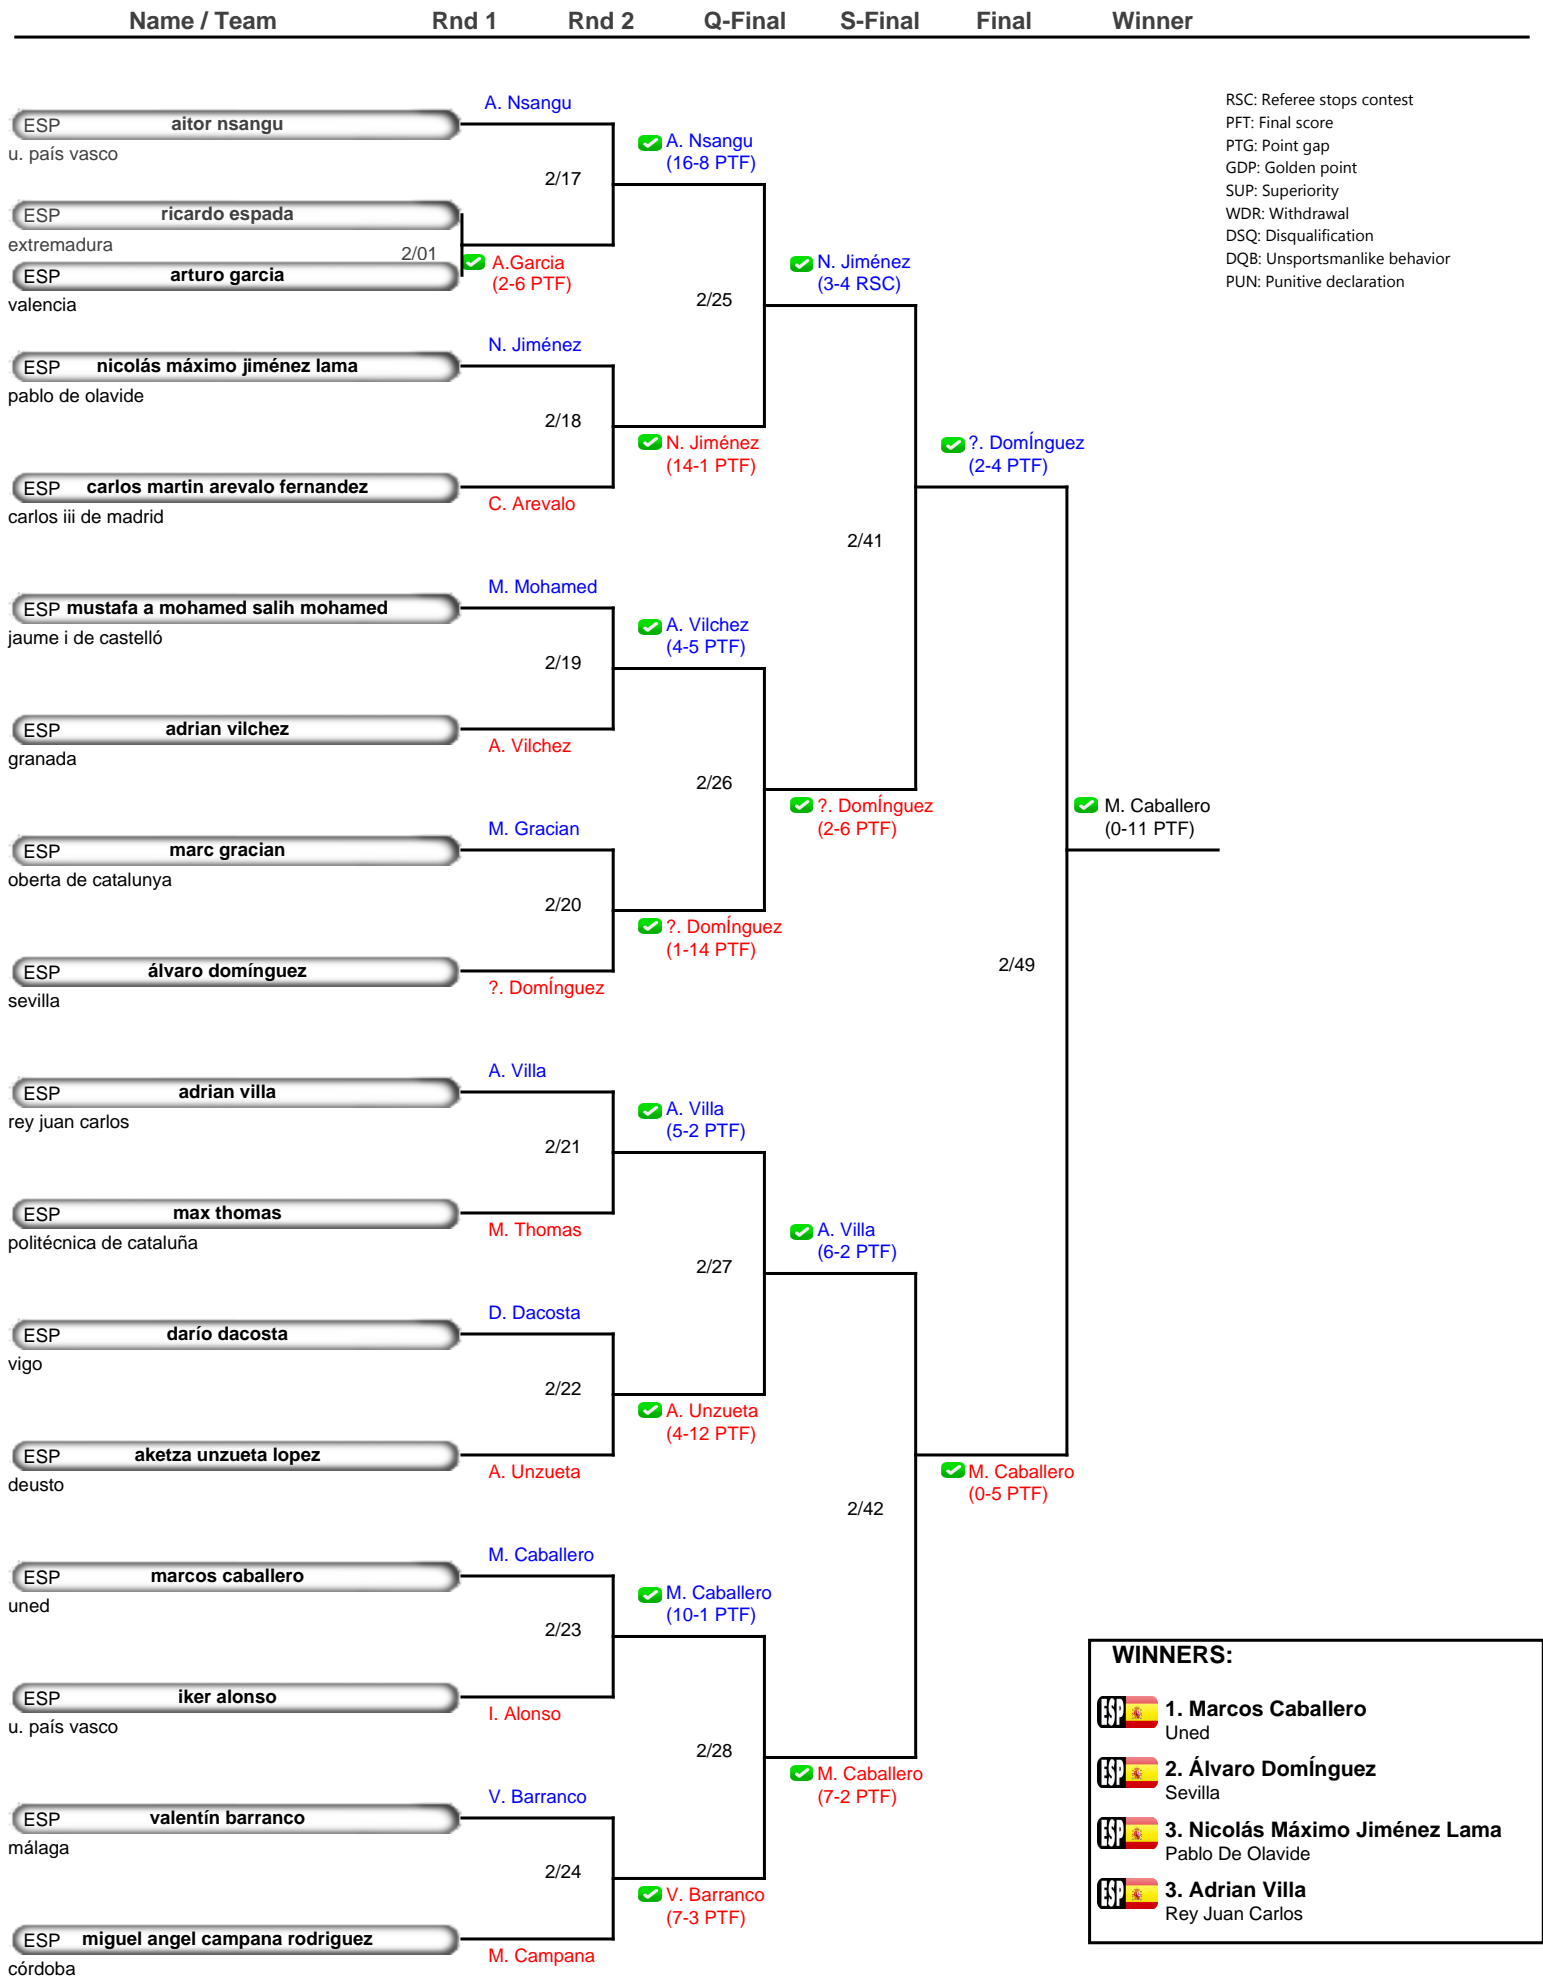 Name / Team Rnd 1 Rnd 2 Q-Final S-Final Final Winner
RSC: Referee stops contest
PFT: Final score
PTG: Point gap
GDP: Golden point
SUP: Superiority
WDR: Withdrawal
DSQ: Disqualification
DQB: Unsportsmanlike behavior
PUN: Punitive declaration
A. Nsangu
ESP aitor nsangu
u. país vasco
A. Nsangu
(16-8 PTF)
2/17
ESP ricardo espada
extremadura
2/01
A.Garcia
(2-6 PTF)
ESP arturo garcia
valencia
N. Jiménez
(3-4 RSC)
2/25
N. Jiménez
ESP nicolás máximo jiménez lama
pablo de olavide
2/18
N. Jiménez
(14-1 PTF)
?. DomÍnguez
(2-4 PTF)
ESP carlos martin arevalo fernandez
C. Arevalo
carlos iii de madrid
2/41
M. Mohamed
ESP mustafa a mohamed salih mohamed
jaume i de castelló
A. Vilchez
(4-5 PTF)
2/19
ESP adrian vilchez
A. Vilchez
granada
2/26
?. DomÍnguez
(2-6 PTF)
M. Caballero
(0-11 PTF)
M. Gracian
ESP marc gracian
oberta de catalunya
2/20
?. DomÍnguez
(1-14 PTF)
2/49
ESP álvaro domínguez
?. DomÍnguez
sevilla
A. Villa
ESP adrian villa
rey juan carlos
A. Villa
(5-2 PTF)
2/21
ESP max thomas
M. Thomas
politécnica de cataluña
A. Villa
(6-2 PTF)
2/27
D. Dacosta
ESP darío dacosta
vigo
2/22
A. Unzueta
(4-12 PTF)
ESP aketza unzueta lopez
A. Unzueta
deusto
M. Caballero
(0-5 PTF)
2/42
M. Caballero
ESP marcos caballero
uned
M. Caballero
(10-1 PTF)
2/23
ESP iker alonso
I. Alonso
u. país vasco
2/28
M. Caballero
(7-2 PTF)
V. Barranco
ESP valentín barranco
málaga
2/24
V. Barranco
(7-3 PTF)
ESP miguel angel campana rodriguez
M. Campana
córdoba
WINNERS:
ESP 1. Marcos Caballero
Uned
ESP 2. Álvaro DomÍnguez
Sevilla
ESP 3. Nicolás Máximo Jiménez Lama
Pablo De Olavide
ESP 3. Adrian Villa
Rey Juan Carlos